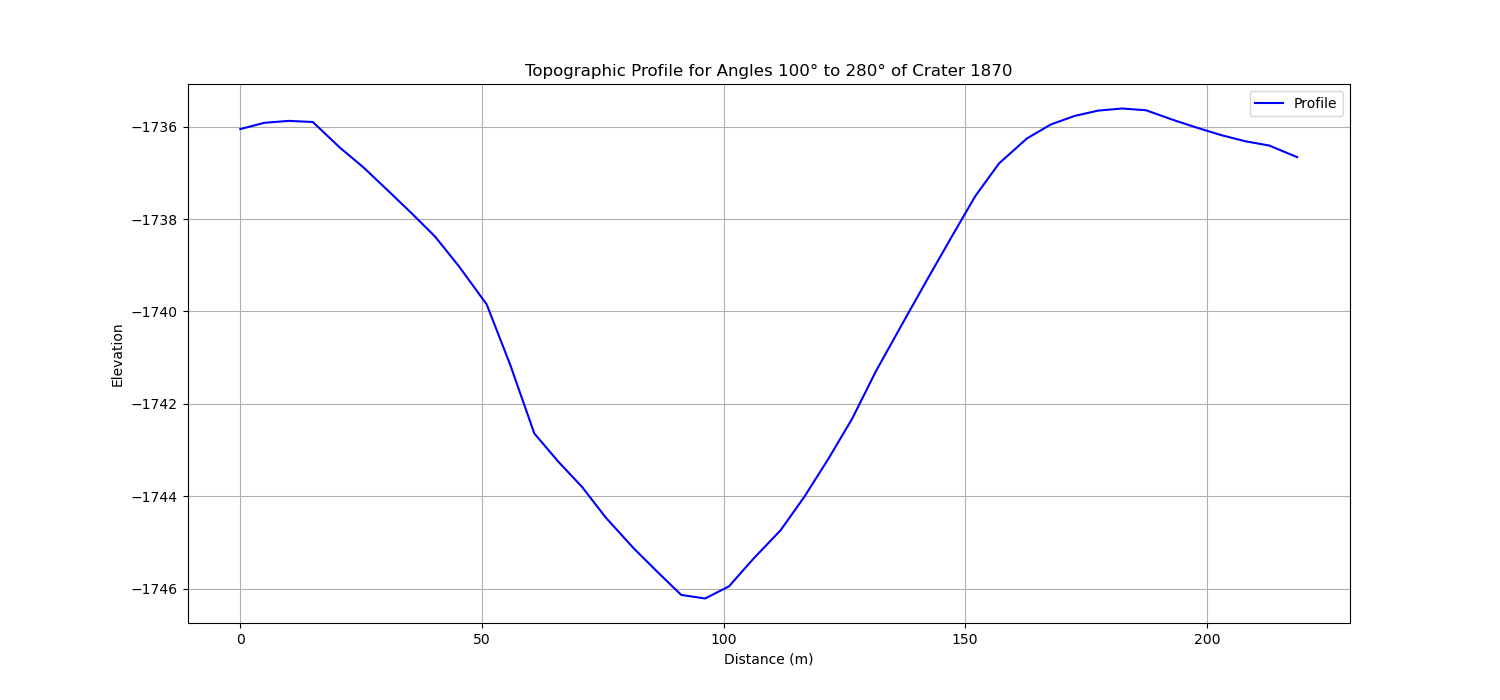 Topographic Profile for Angles 100° to 280° of Crater 1870
Profile
−1736
−1738
−1740
−1742
−1744
−1746
Elevation
0 50 100 150 200
Distance (m)